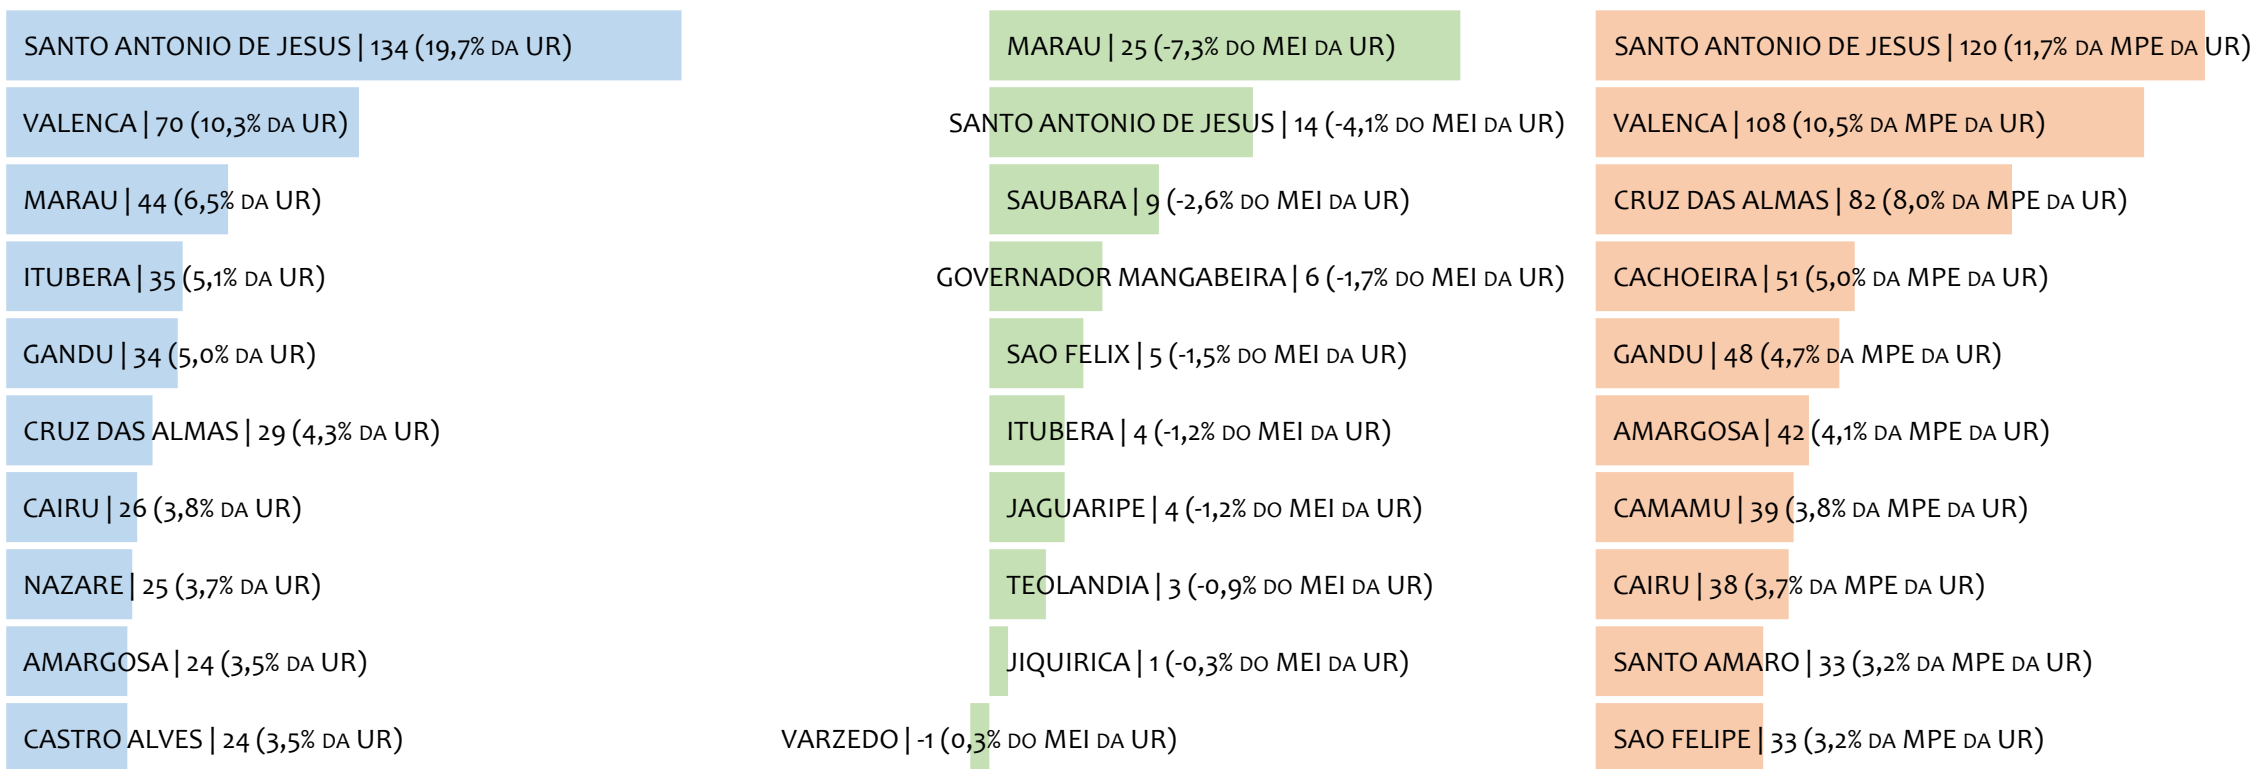 SANTO ANTONIO DE JESUS | 134 (19,7% DA UR)
VALENCA | 70 (10,3% DA UR)
MARAU | 44 (6,5% DA UR)
ITUBERA | 35 (5,1% DA UR)
GANDU | 34 (5,0% DA UR)
CRUZ DAS ALMAS | 29 (4,3% DA UR)
CAIRU | 26 (3,8% DA UR)
NAZARE | 25 (3,7% DA UR)
AMARGOSA | 24 (3,5% DA UR)
CASTRO ALVES | 24 (3,5% DA UR)
MARAU | 25 (-7,3% DO MEI DA UR)
SANTO ANTONIO DE JESUS | 14 (-4,1% DO MEI DA UR)
SAUBARA | 9 (-2,6% DO MEI DA UR)
GOVERNADOR MANGABEIRA | 6 (-1,7% DO MEI DA UR)
SAO FELIX | 5 (-1,5% DO MEI DA UR)
ITUBERA | 4 (-1,2% DO MEI DA UR)
JAGUARIPE | 4 (-1,2% DO MEI DA UR)
TEOLANDIA | 3 (-0,9% DO MEI DA UR)
JIQUIRICA | 1 (-0,3% DO MEI DA UR)
VARZEDO | -1 (0,3% DO MEI DA UR)
SANTO ANTONIO DE JESUS | 120 (11,7% DA MPE DA UR)
VALENCA | 108 (10,5% DA MPE DA UR)
CRUZ DAS ALMAS | 82 (8,0% DA MPE DA UR)
CACHOEIRA | 51 (5,0% DA MPE DA UR)
GANDU | 48 (4,7% DA MPE DA UR)
AMARGOSA | 42 (4,1% DA MPE DA UR)
CAMAMU | 39 (3,8% DA MPE DA UR)
CAIRU | 38 (3,7% DA MPE DA UR)
SANTO AMARO | 33 (3,2% DA MPE DA UR)
SAO FELIPE | 33 (3,2% DA MPE DA UR)